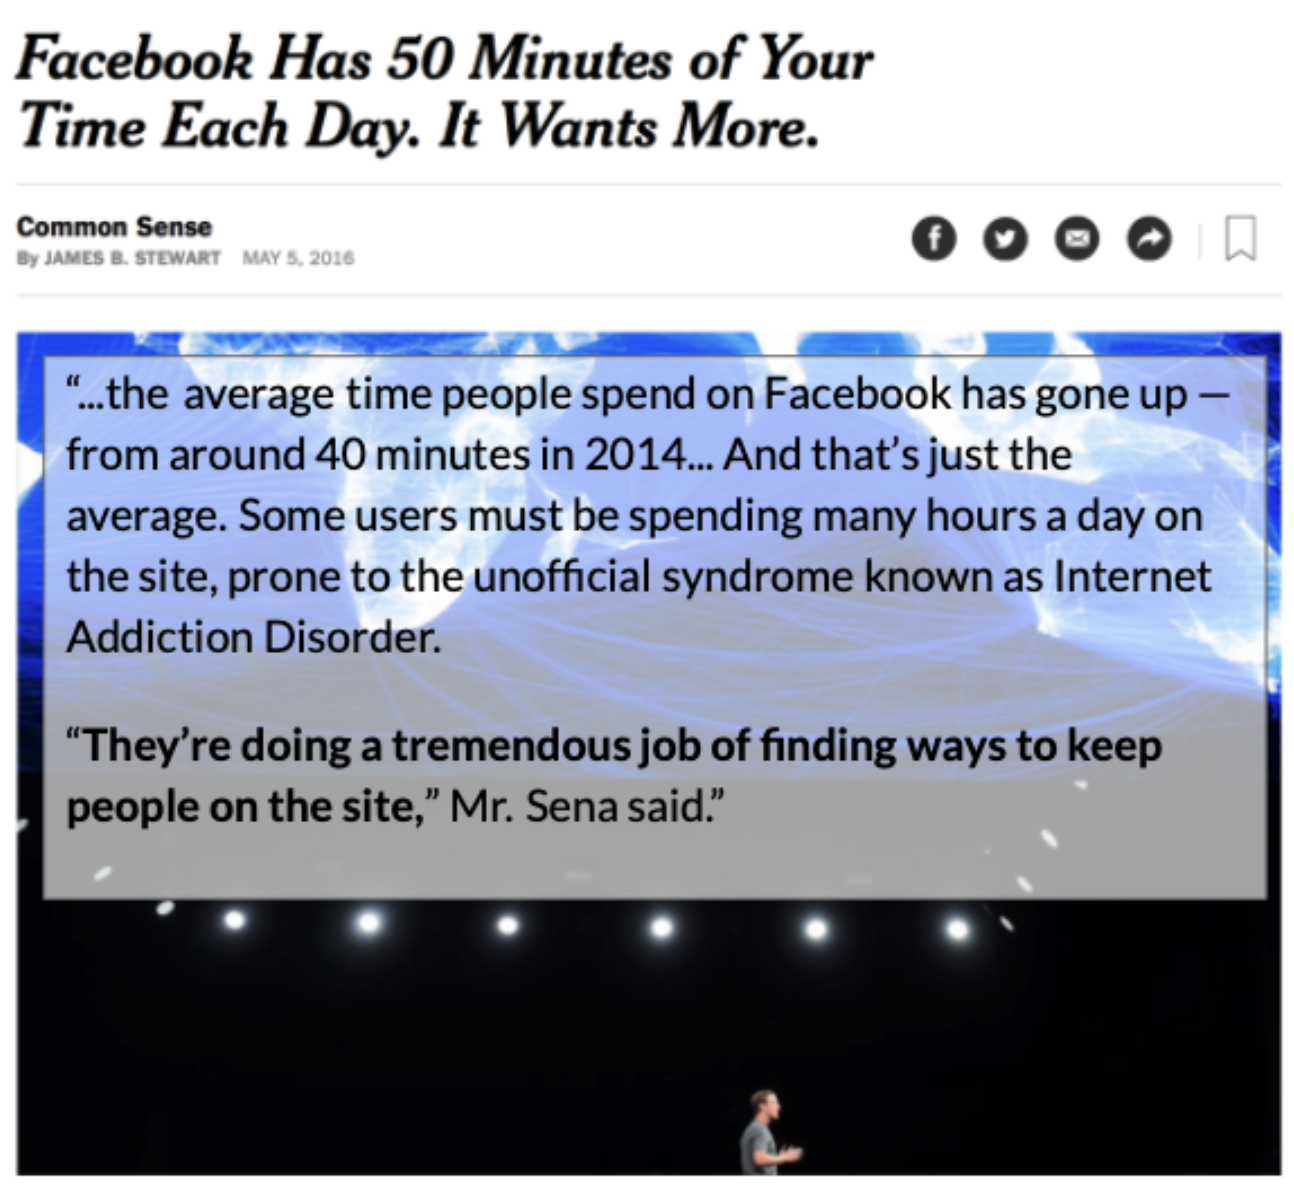 Facebook Has 50 Minutes of Your
Time Each Day. It Wants More.
Common Sense
By JAMES B. STEWART MAY 5, 2016
“...the average time people spend on Facebook has gone up —
from around 40 minutes in 2014... And that’s just the
average. Some users must be spending many hours a day on
the site, prone to the unofficial syndrome known as Internet
Addiction Disorder.
“They’re doing a tremendous job of finding ways to keep
people on the site,” Mr. Sena said.”